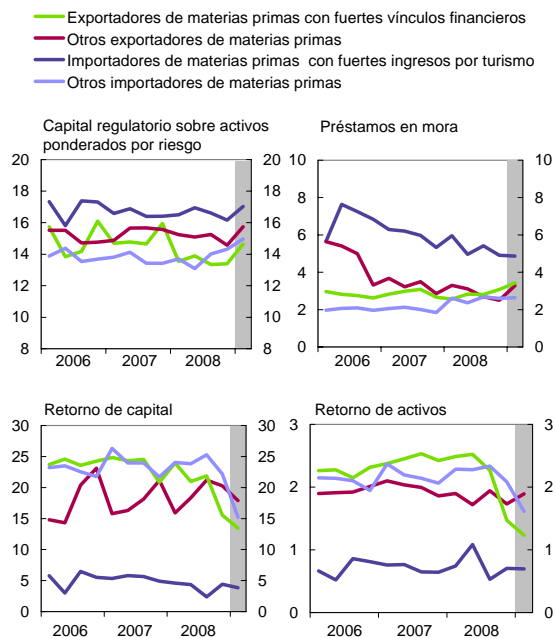 Exportadores de materias primas con fuertes vínculos financieros
Otros exportadores de materias primas
Importadores de materias primas con fuertes ingresos por turismo
Otros importadores de materias primas
Capital regulatorio sobre activos
ponderados por riesgo
20 20
18 18
16 16
14 14
12 12
10 10
8 8
2006 2007 2008
Préstamos en mora
10 10
8 8
6 6
4 4
2 2
0 0
2006 2007 2008
Retorno de capital
30 30
25 25
20 20
15 15
10 10
5 5
0 0
2006 2007 2008
Retorno de activos
3 3
2 2
1 1
0 0
2006 2007 2008